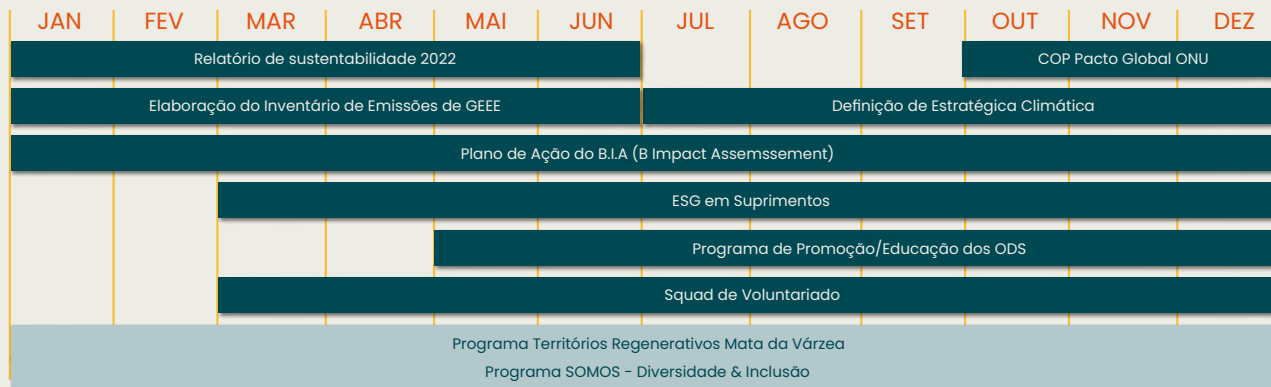 JAN FEV MAR ABR MAI JUN JUL AGO SET OUT NOV DEZ
Relatório de sustentabilidade 2022 COP Pacto Global ONU
Elaboração do Inventário de Emissões de GEEE Definição de Estratégica Climática
Plano de Ação do B.I.A (B Impact Assemssement)
ESG em Suprimentos
Programa de Promoção/Educação dos ODS
Squad de Voluntariado
Programa Territórios Regenerativos Mata da Várzea
Programa SOMOS - Diversidade & Inclusão